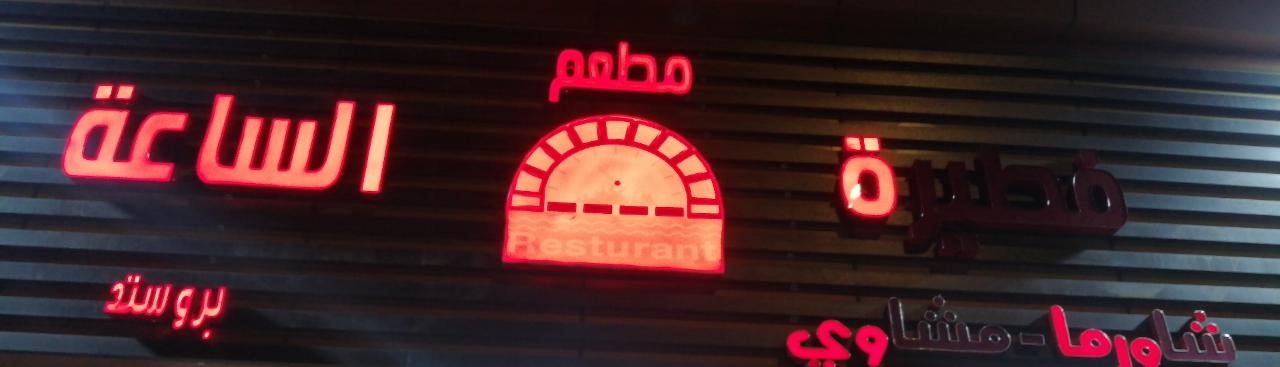 مطعم
فطيرة
الساعة
Resturant
شاورما - مشاوي
بروستد